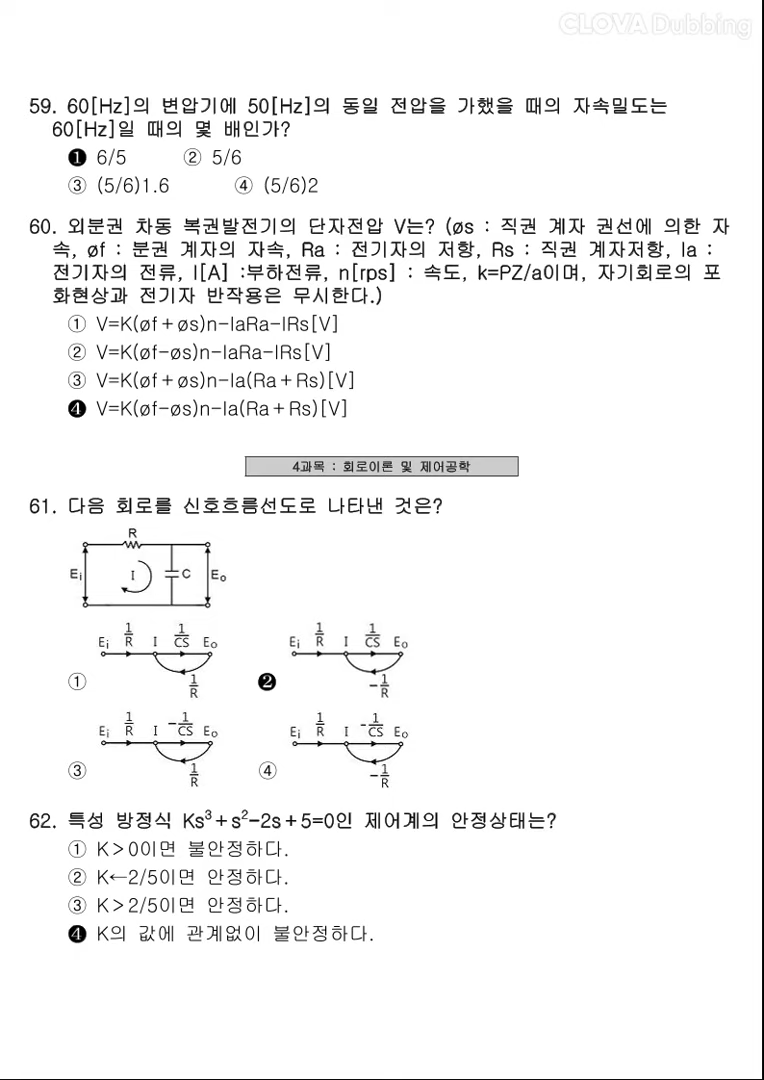 CLOVA Dubbing
59. 60[Hz]의 변압기에 50[Hz]의 동일 전압을 가했을 때의 자속밀도는
60[Hz]일 때의 몇 배인가?
❶ 6/5 ② 5/6
③ (5/6)1.6 ④ (5/6)2
60. 외분권 차동 복권발전기의 단자전압 V는? (øs : 직권 계자 권선에 의한 자
속, øf : 분권 계자의 자속, Ra : 전기자의 저항, Rs : 직권 계자저항, Ia :
전기자의 전류, I[A] :부하전류, n[rps] : 속도, k=PZ/a이며, 자기회로의 포
화현상과 전기자 반작용은 무시한다.)
① V=K(øf+øs)n-IaRa-IRs[V]
② V=K(øf-øs)n-IaRa-IRs[V]
③ V=K(øf+øs)n-Ia(Ra+Rs)[V]
❹ V=K(øf-øs)n-Ia(Ra+Rs)[V]
4과목 : 회로이론 및 제어공학
61. 다음 회로를 신호흐름선도로 나타낸 것은?
R
Ei I C Eo
① Ei 1/R I 1/CS Eo 1/R
❷ Ei 1/R I 1/CS Eo -1/R
③ Ei 1/R I -1/CS Eo 1/R
④ Ei 1/R I -1/CS Eo -1/R
62. 특성 방정식 Ks³+s²-2s+5=0인 제어계의 안정상태는?
① K>0이면 불안정하다.
② K←2/5이면 안정하다.
③ K>2/5이면 안정하다.
❹ K의 값에 관계없이 불안정하다.